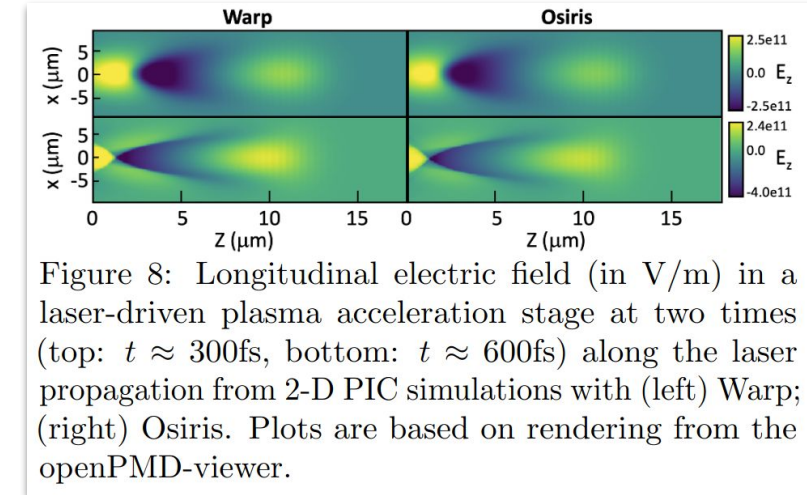 Warp Osiris
x (μm) 5 0 -5
2.5e11
0.0 E_z
-2.5e11
x (μm) 5 0 -5
2.4e11
0.0 E_z
-4.0e11
0 5 10 15 0 5 10 15
Z (μm) Z (μm)
Figure 8: Longitudinal electric field (in V/m) in a
laser-driven plasma acceleration stage at two times
(top: t ≈ 300fs, bottom: t ≈ 600fs) along the laser
propagation from 2-D PIC simulations with (left) Warp;
(right) Osiris. Plots are based on rendering from the
openPMD-viewer.